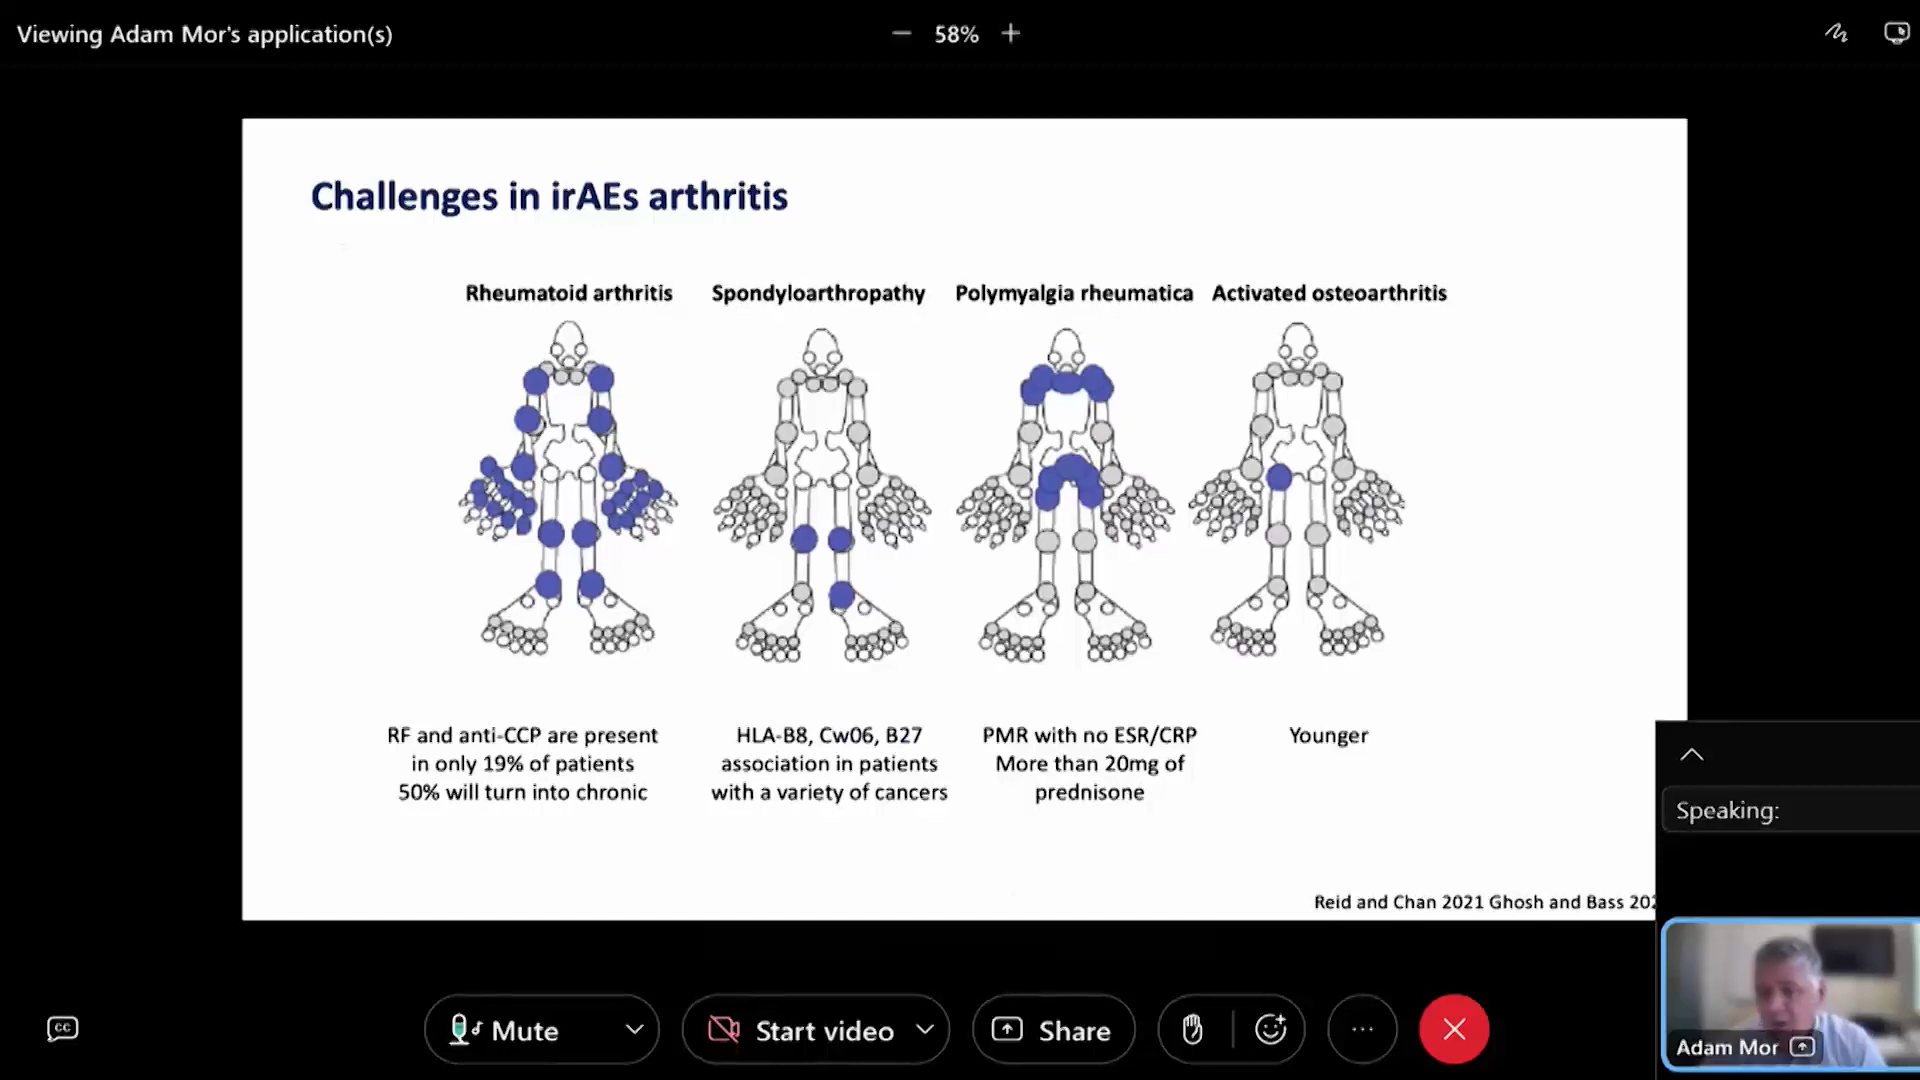 Viewing Adam Mor's application(s)
58%
Challenges in irAEs arthritis
Rheumatoid arthritis
Spondyloarthropathy
Polymyalgia rheumatica
Activated osteoarthritis
RF and anti-CCP are present
in only 19% of patients
50% will turn into chronic
HLA-B8, Cw06, B27
association in patients
with a variety of cancers
PMR with no ESR/CRP
More than 20mg of
prednisone
Younger
Reid and Chan 2021 Ghosh and Bass
Speaking:
Adam Mor
CC
Mute
Start video
Share